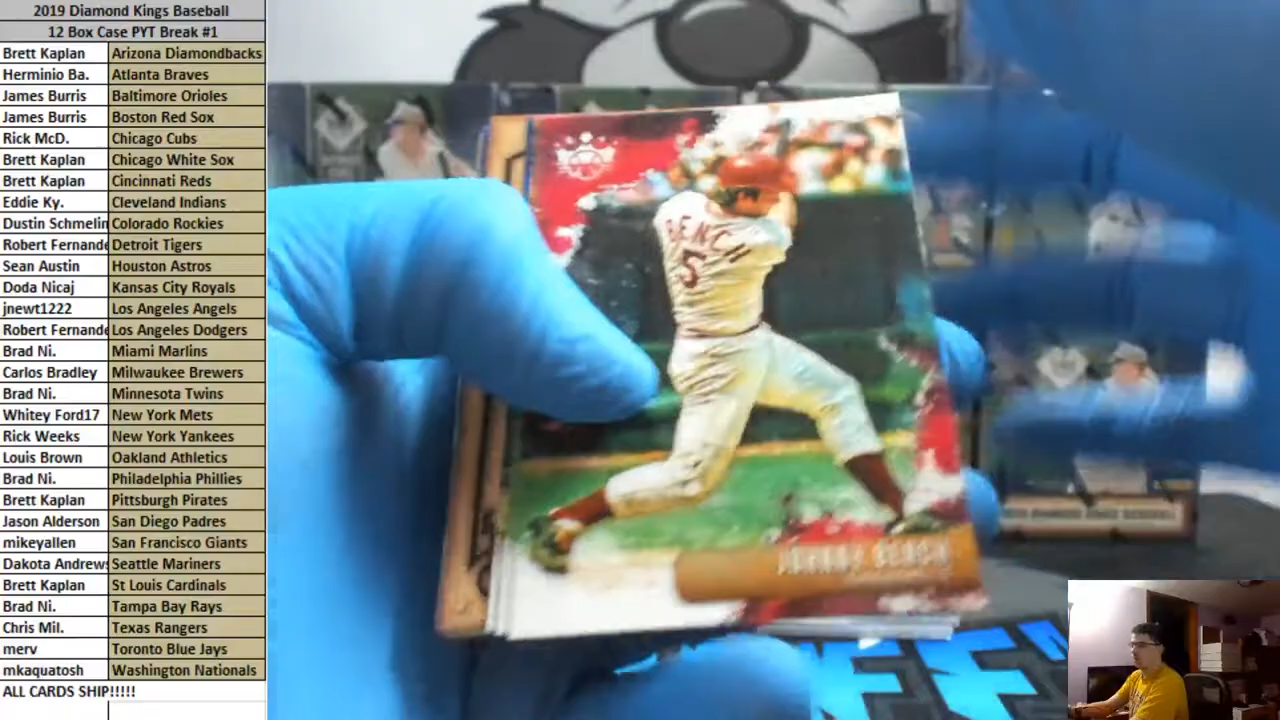 2019 Diamond Kings Baseball
12 Box Case PYT Break #1
Brett Kaplan Arizona Diamondbacks
Herminio Ba. Atlanta Braves
James Burris Baltimore Orioles
James Burris Boston Red Sox
Rick McD. Chicago Cubs
Brett Kaplan Chicago White Sox
Brett Kaplan Cincinnati Reds
Eddie Ky. Cleveland Indians
Dustin Schmelin Colorado Rockies
Robert Fernande Detroit Tigers
Sean Austin Houston Astros
Doda Nicaj Kansas City Royals
jnewt1222 Los Angeles Angels
Robert Fernande Los Angeles Dodgers
Brad Ni. Miami Marlins
Carlos Bradley Milwaukee Brewers
Brad Ni. Minnesota Twins
Whitey Ford17 New York Mets
Rick Weeks New York Yankees
Louis Brown Oakland Athletics
Brad Ni. Philadelphia Phillies
Brett Kaplan Pittsburgh Pirates
Jason Alderson San Diego Padres
mikeyallen San Francisco Giants
Dakota Andrews Seattle Mariners
Brett Kaplan St Louis Cardinals
Brad Ni. Tampa Bay Rays
Chris Mil. Texas Rangers
merv Toronto Blue Jays
mkaquatosh Washington Nationals
ALL CARDS SHIP!!!!!
BENCH
5
JOHNNY BENCH